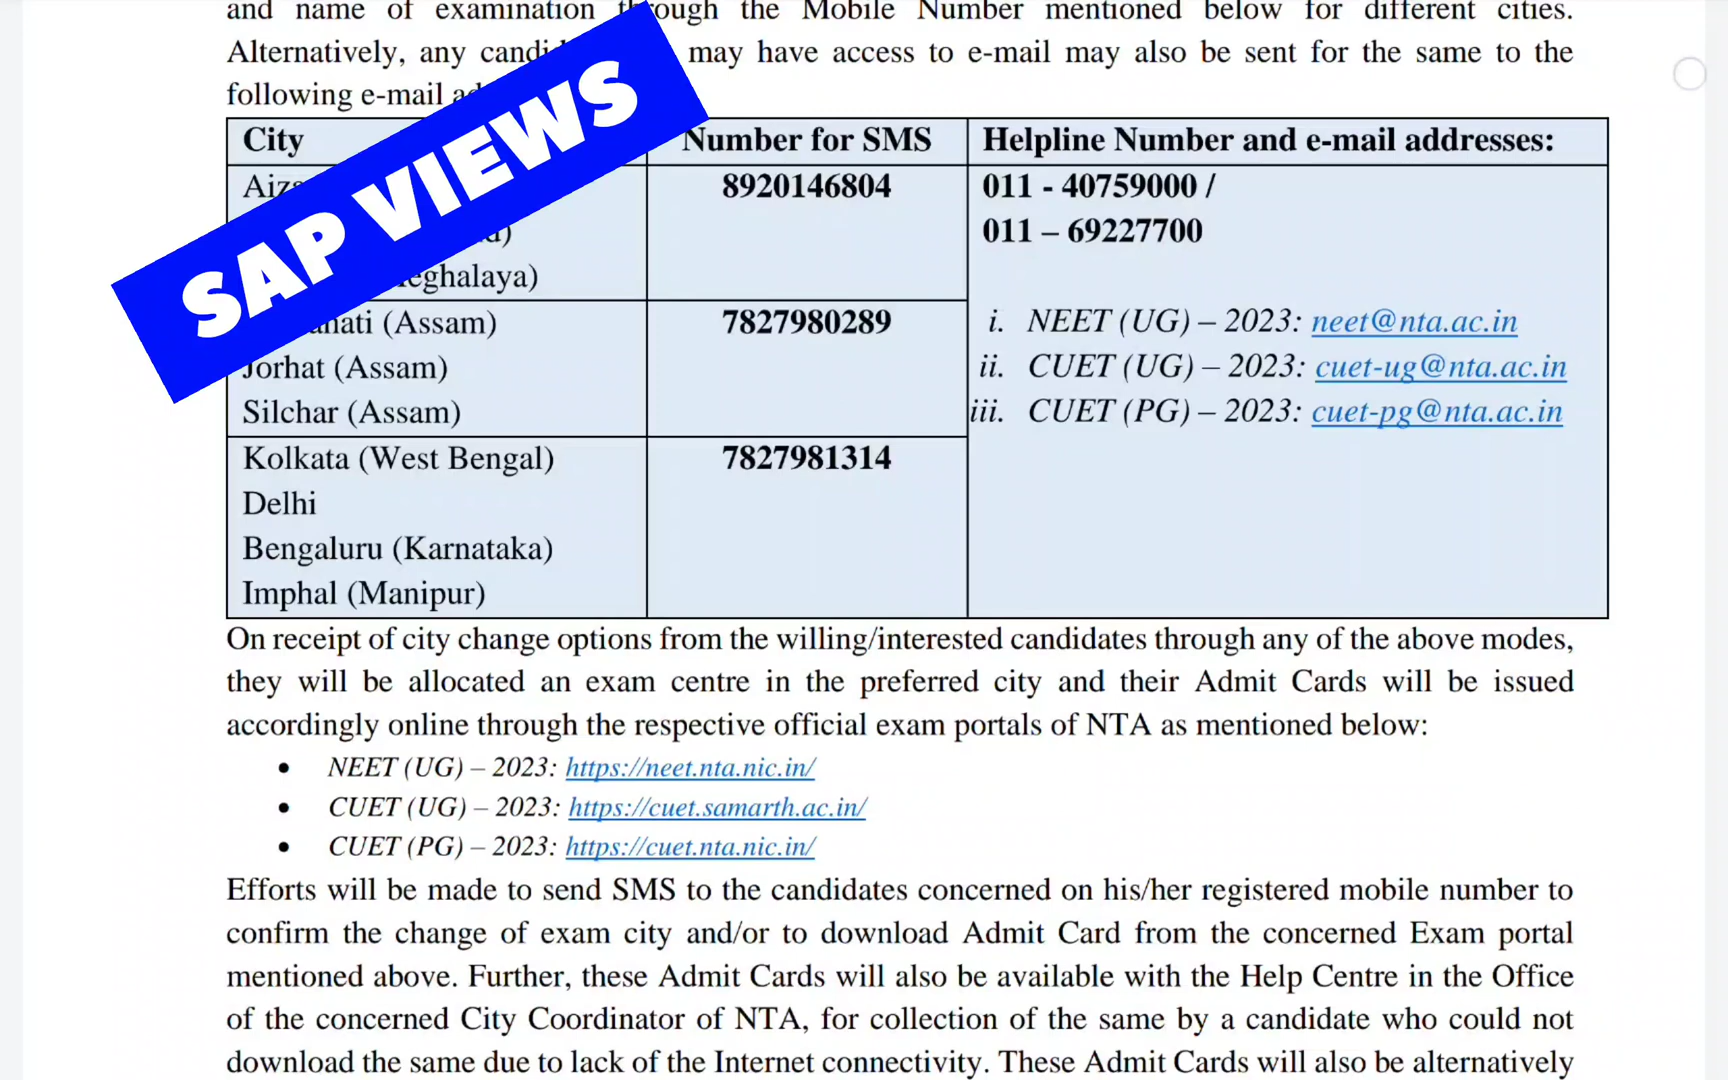 and name of examination through the Mobile Number mentioned below for different cities.
Alternatively, any may have access to e-mail may also be sent for the same to the
following e-mail
SAP VIEWS
City Number for SMS Helpline Number and e-mail addresses:
8920146804 011 - 40759000 /
011 – 69227700
(Assam) 7827980289 i. NEET (UG) – 2023: neet@nta.ac.in
Jorhat (Assam) ii. CUET (UG) – 2023: cuet-ug@nta.ac.in
Silchar (Assam) iii. CUET (PG) – 2023: cuet-pg@nta.ac.in
Kolkata (West Bengal) 7827981314
Delhi
Bengaluru (Karnataka)
Imphal (Manipur)
On receipt of city change options from the willing/interested candidates through any of the above modes,
they will be allocated an exam centre in the preferred city and their Admit Cards will be issued
accordingly online through the respective official exam portals of NTA as mentioned below:
• NEET (UG) – 2023: https://neet.nta.nic.in/
• CUET (UG) – 2023: https://cuet.samarth.ac.in/
• CUET (PG) – 2023: https://cuet.nta.nic.in/
Efforts will be made to send SMS to the candidates concerned on his/her registered mobile number to
confirm the change of exam city and/or to download Admit Card from the concerned Exam portal
mentioned above. Further, these Admit Cards will also be available with the Help Centre in the Office
of the concerned City Coordinator of NTA, for collection of the same by a candidate who could not
download the same due to lack of the Internet connectivity. These Admit Cards will also be alternatively